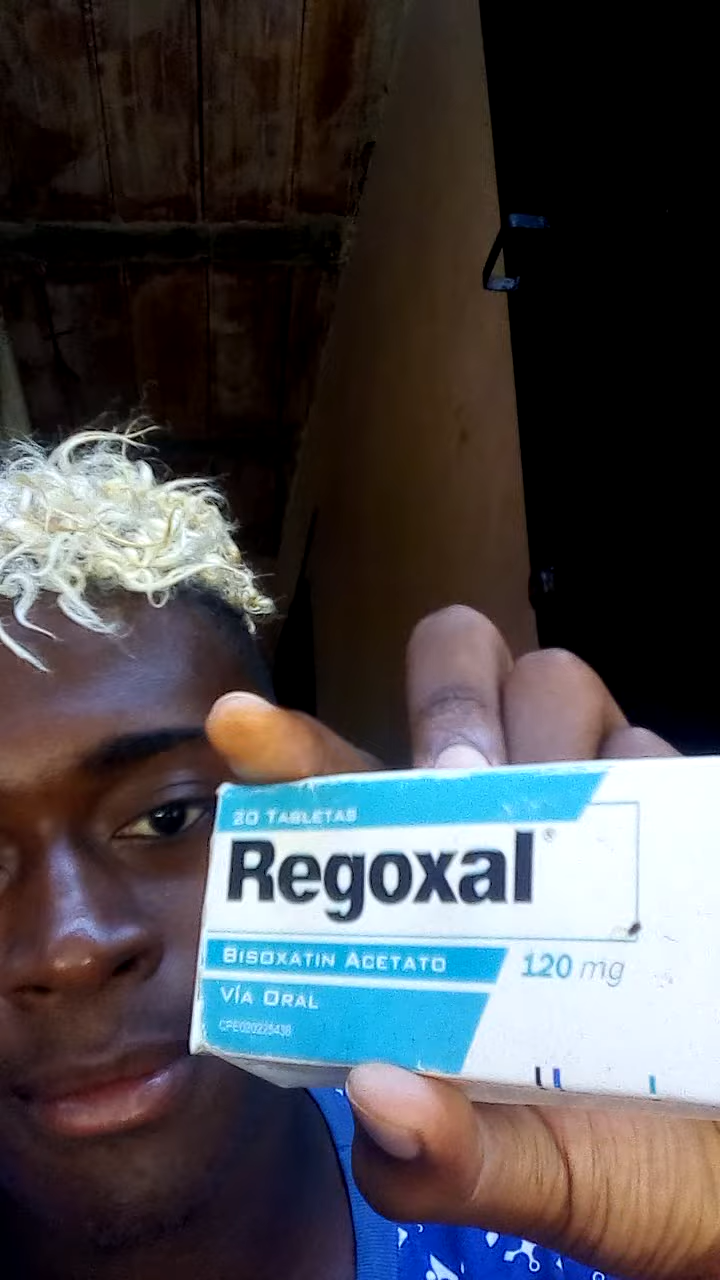 20 TABLETAS
Regoxal®
BISOXATIN ACETATO
120 mg
VÍA ORAL